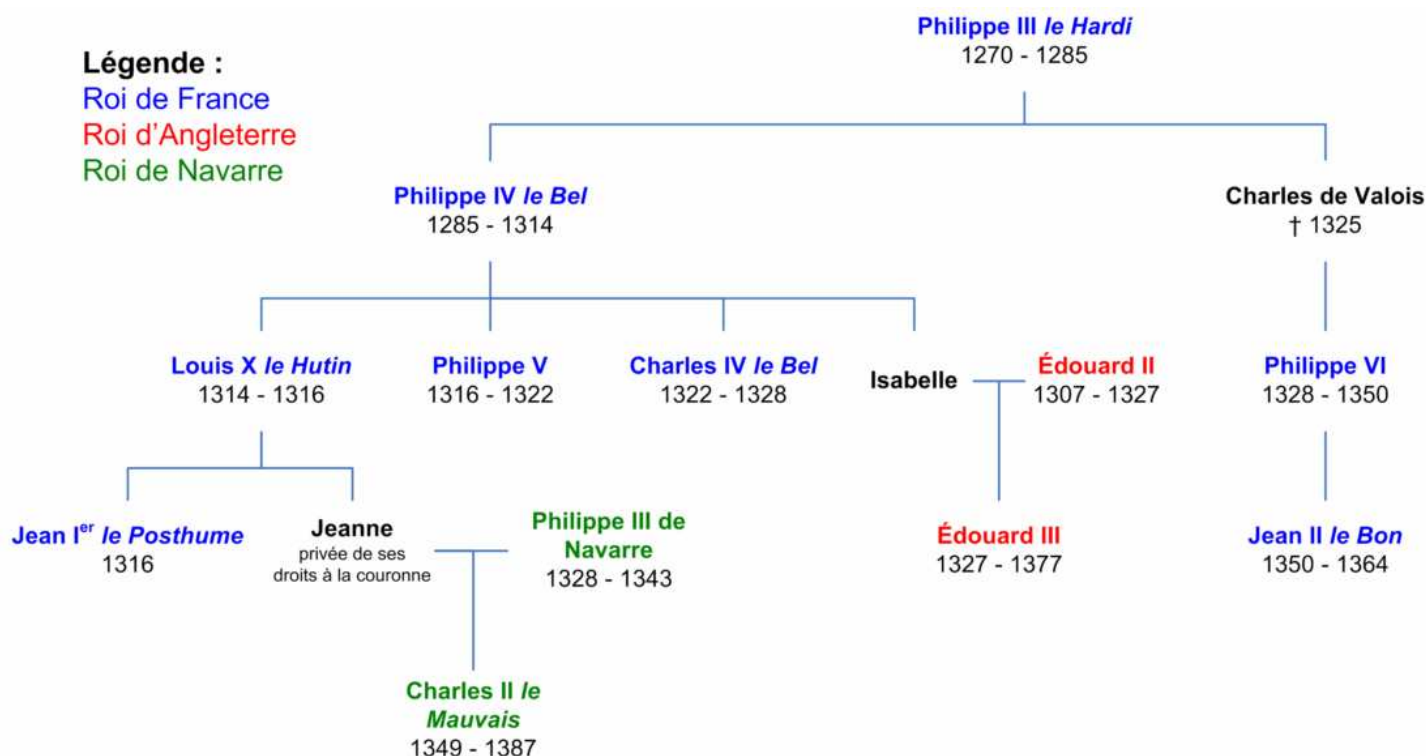 Philippe III le Hardi
1270 - 1285
Légende :
Roi de France
Roi d’Angleterre
Roi de Navarre
Philippe IV le Bel
1285 - 1314
Charles de Valois
† 1325
Louis X le Hutin
1314 - 1316
Philippe V
1316 - 1322
Charles IV le Bel
1322 - 1328
Isabelle
Édouard II
1307 - 1327
Philippe VI
1328 - 1350
Jean Ier le Posthume
1316
Jeanne
privée de ses
droits à la couronne
Philippe III de
Navarre
1328 - 1343
Édouard III
1327 - 1377
Jean II le Bon
1350 - 1364
Charles II le
Mauvais
1349 - 1387